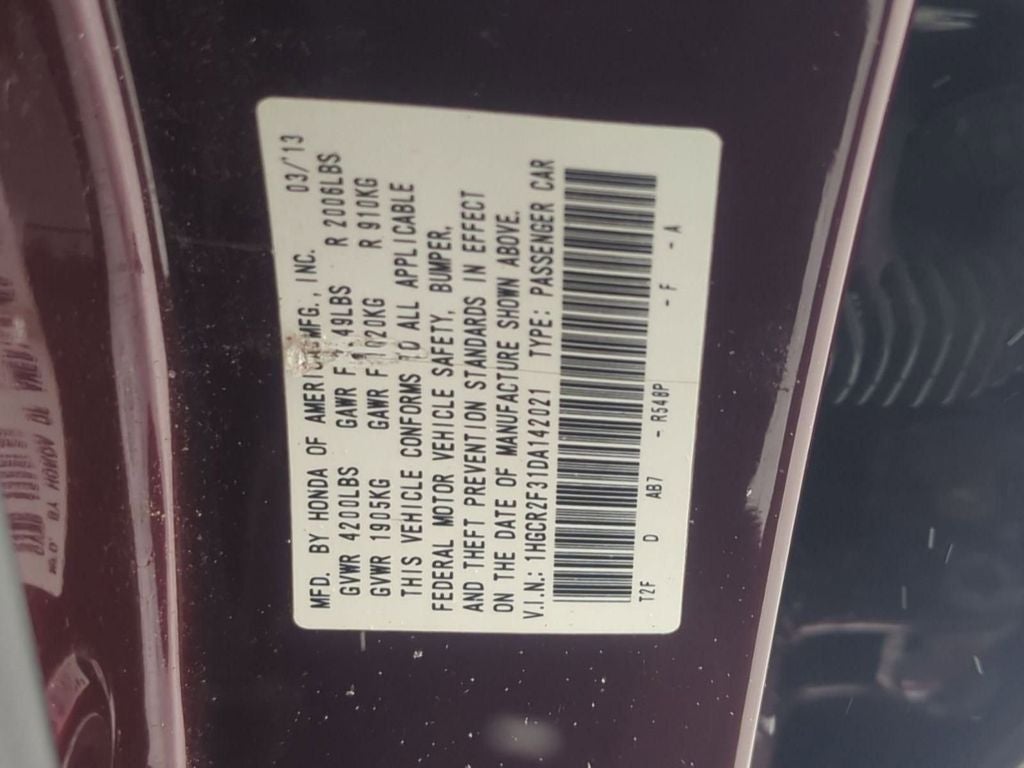 MFD. BY HONDA OF AMERICA MFG., INC. 03/'13
GVWR 4200LBS GAWR F 49LBS R 2006LBS
GVWR 1905KG GAWR F 1020KG R 910KG
THIS VEHICLE CONFORMS TO ALL APPLICABLE
FEDERAL MOTOR VEHICLE SAFETY, BUMPER,
AND THEFT PREVENTION STANDARDS IN EFFECT
ON THE DATE OF MANUFACTURE SHOWN ABOVE.
V.I.N.: 1HGCR2F31DA142021 TYPE: PASSENGER CAR
T2F D AB7 - R548P - F - A